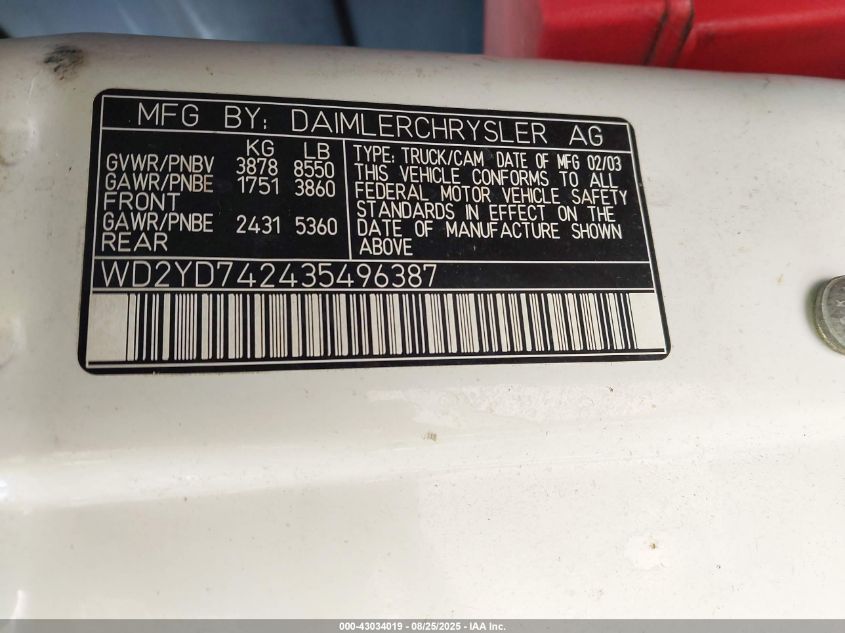 MFG BY: DAIMLERCHRYSLER AG
KG LB
GVWR/PNBV 3878 8550
GAWR/PNBE 1751 3860
FRONT
GAWR/PNBE 2431 5360
REAR
TYPE: TRUCK/CAM DATE OF MFG 02/03
THIS VEHICLE CONFORMS TO ALL
FEDERAL MOTOR VEHICLE SAFETY
STANDARDS IN EFFECT ON THE
DATE OF MANUFACTURE SHOWN
ABOVE
WD2YD742435496387
000-43034019 - 08/25/2025 - IAA Inc.